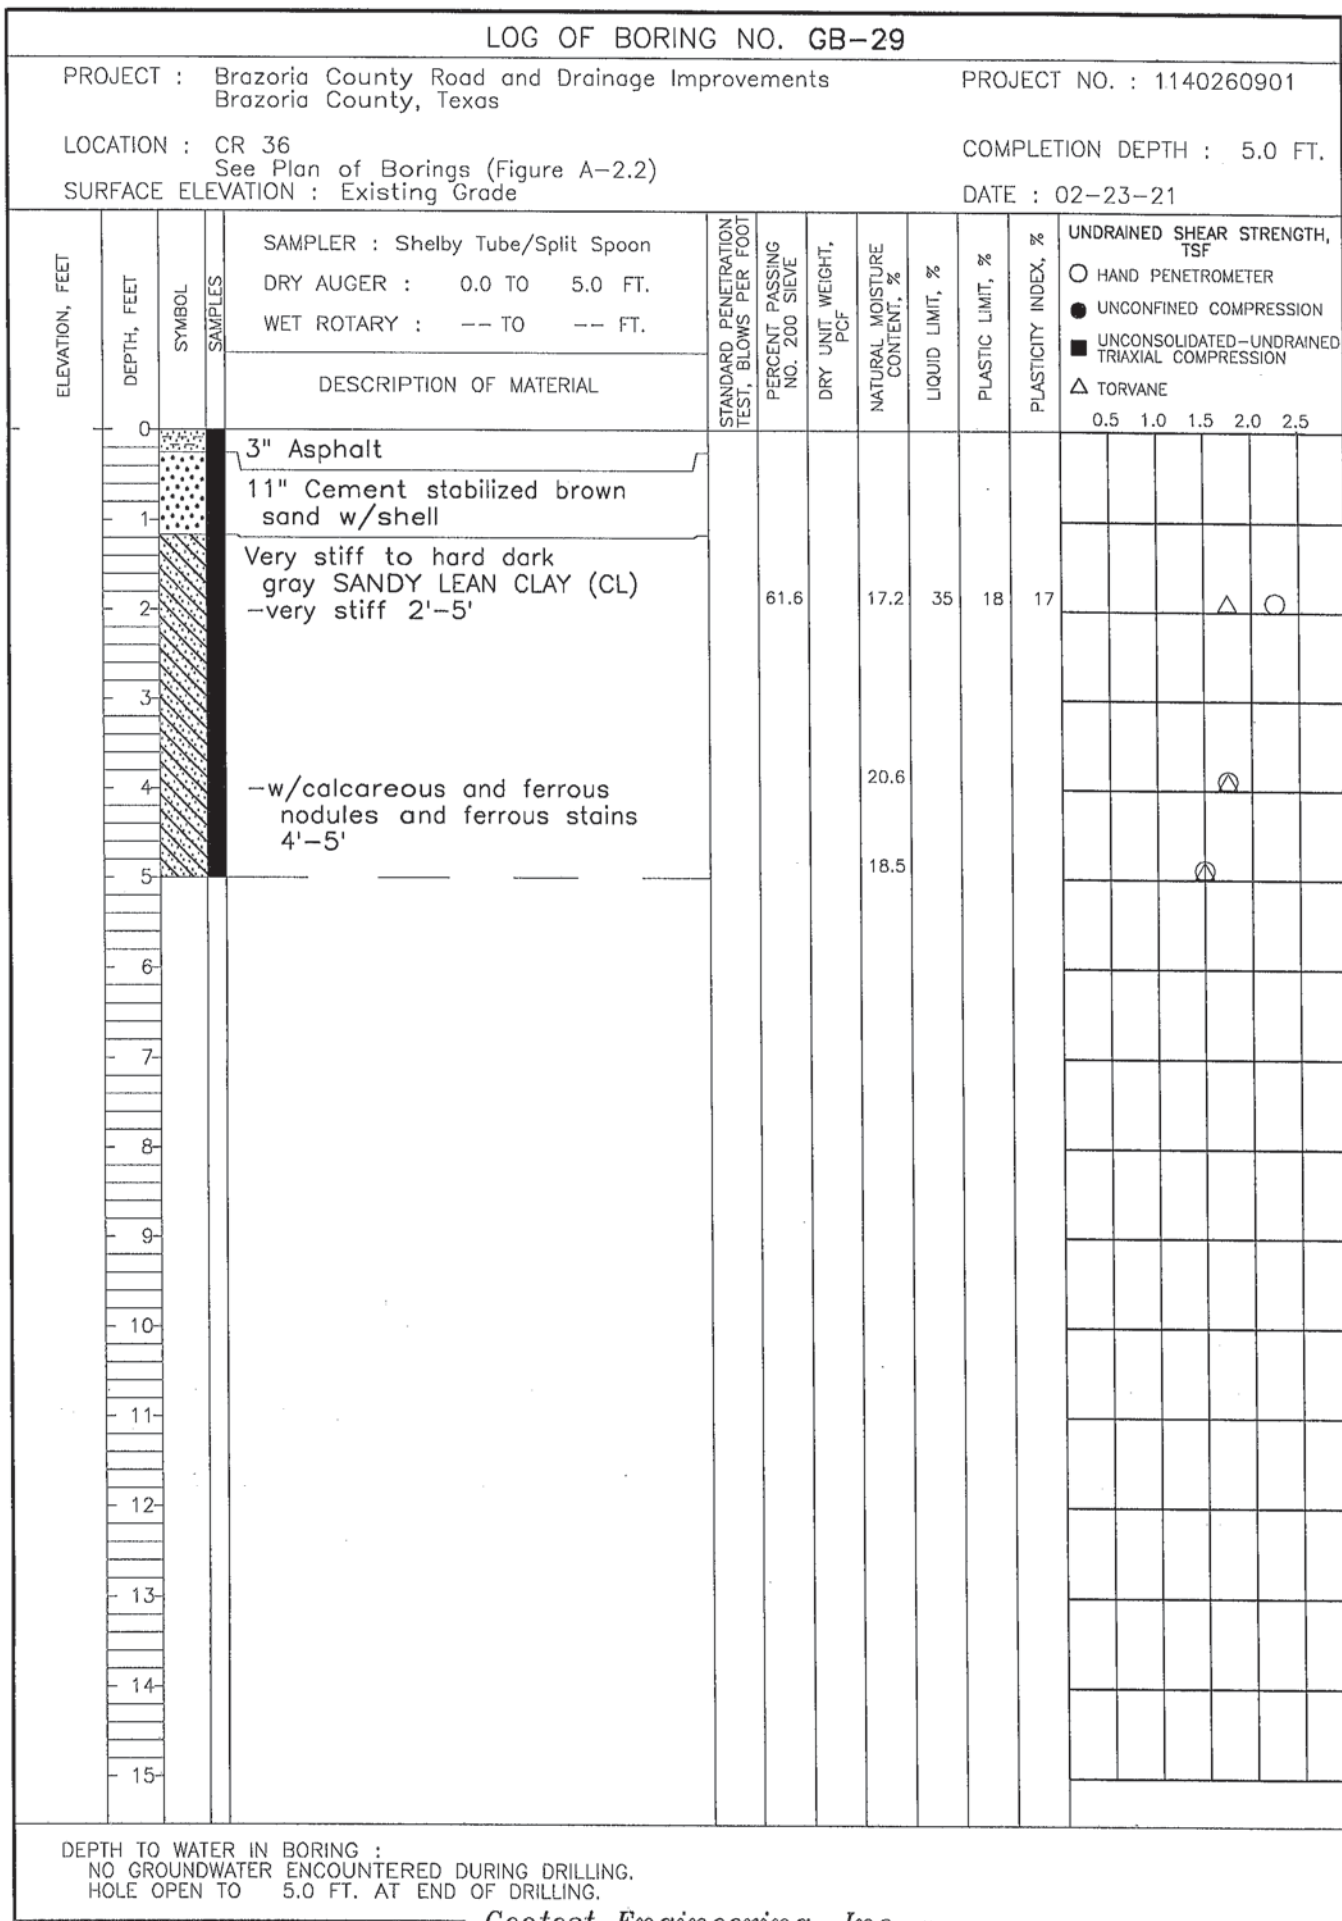 LOG OF BORING NO. GB-29
PROJECT : Brazoria County Road and Drainage Improvements
Brazoria County, Texas
PROJECT NO. : 1140260901
LOCATION : CR 36
See Plan of Borings (Figure A-2.2)
COMPLETION DEPTH : 5.0 FT.
SURFACE ELEVATION : Existing Grade
DATE : 02-23-21
ELEVATION, FEET
DEPTH, FEET
SYMBOL
SAMPLES
SAMPLER : Shelby Tube/Split Spoon
DRY AUGER : 0.0 TO 5.0 FT.
WET ROTARY : -- TO -- FT.
DESCRIPTION OF MATERIAL
STANDARD PENETRATION
TEST, BLOWS PER FOOT
PERCENT PASSING
NO. 200 SIEVE
DRY UNIT WEIGHT,
PCF
NATURAL MOISTURE
CONTENT, %
LIQUID LIMIT, %
PLASTIC LIMIT, %
PLASTICITY INDEX, %
UNDRAINED SHEAR STRENGTH,
TSF
HAND PENETROMETER
UNCONFINED COMPRESSION
UNCONSOLIDATED-UNDRAINED
TRIAXIAL COMPRESSION
TORVANE
0.5 1.0 1.5 2.0 2.5
0
3" Asphalt
11" Cement stabilized brown
sand w/shell
1
Very stiff to hard dark
gray SANDY LEAN CLAY (CL)
-very stiff 2'-5'
2
61.6 17.2 35 18 17
3
4
-w/calcareous and ferrous
nodules and ferrous stains
4'-5'
20.6
18.5
5
6
7
8
9
10
11
12
13
14
15
DEPTH TO WATER IN BORING :
NO GROUNDWATER ENCOUNTERED DURING DRILLING.
HOLE OPEN TO 5.0 FT. AT END OF DRILLING.
Geotest Engineering, Inc.